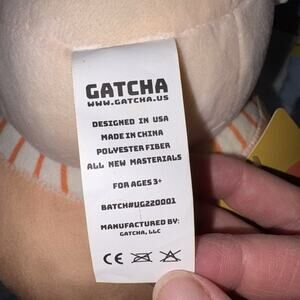 GATCHA
WWW.GATCHA.US
DESIGNED IN USA
MADE IN CHINA
POLYESTER FIBER
ALL NEW MASTERIALS
FOR AGES 3+
BATCH#UG220001
MANUFACTURED BY:
GATCHA, LLC
CE